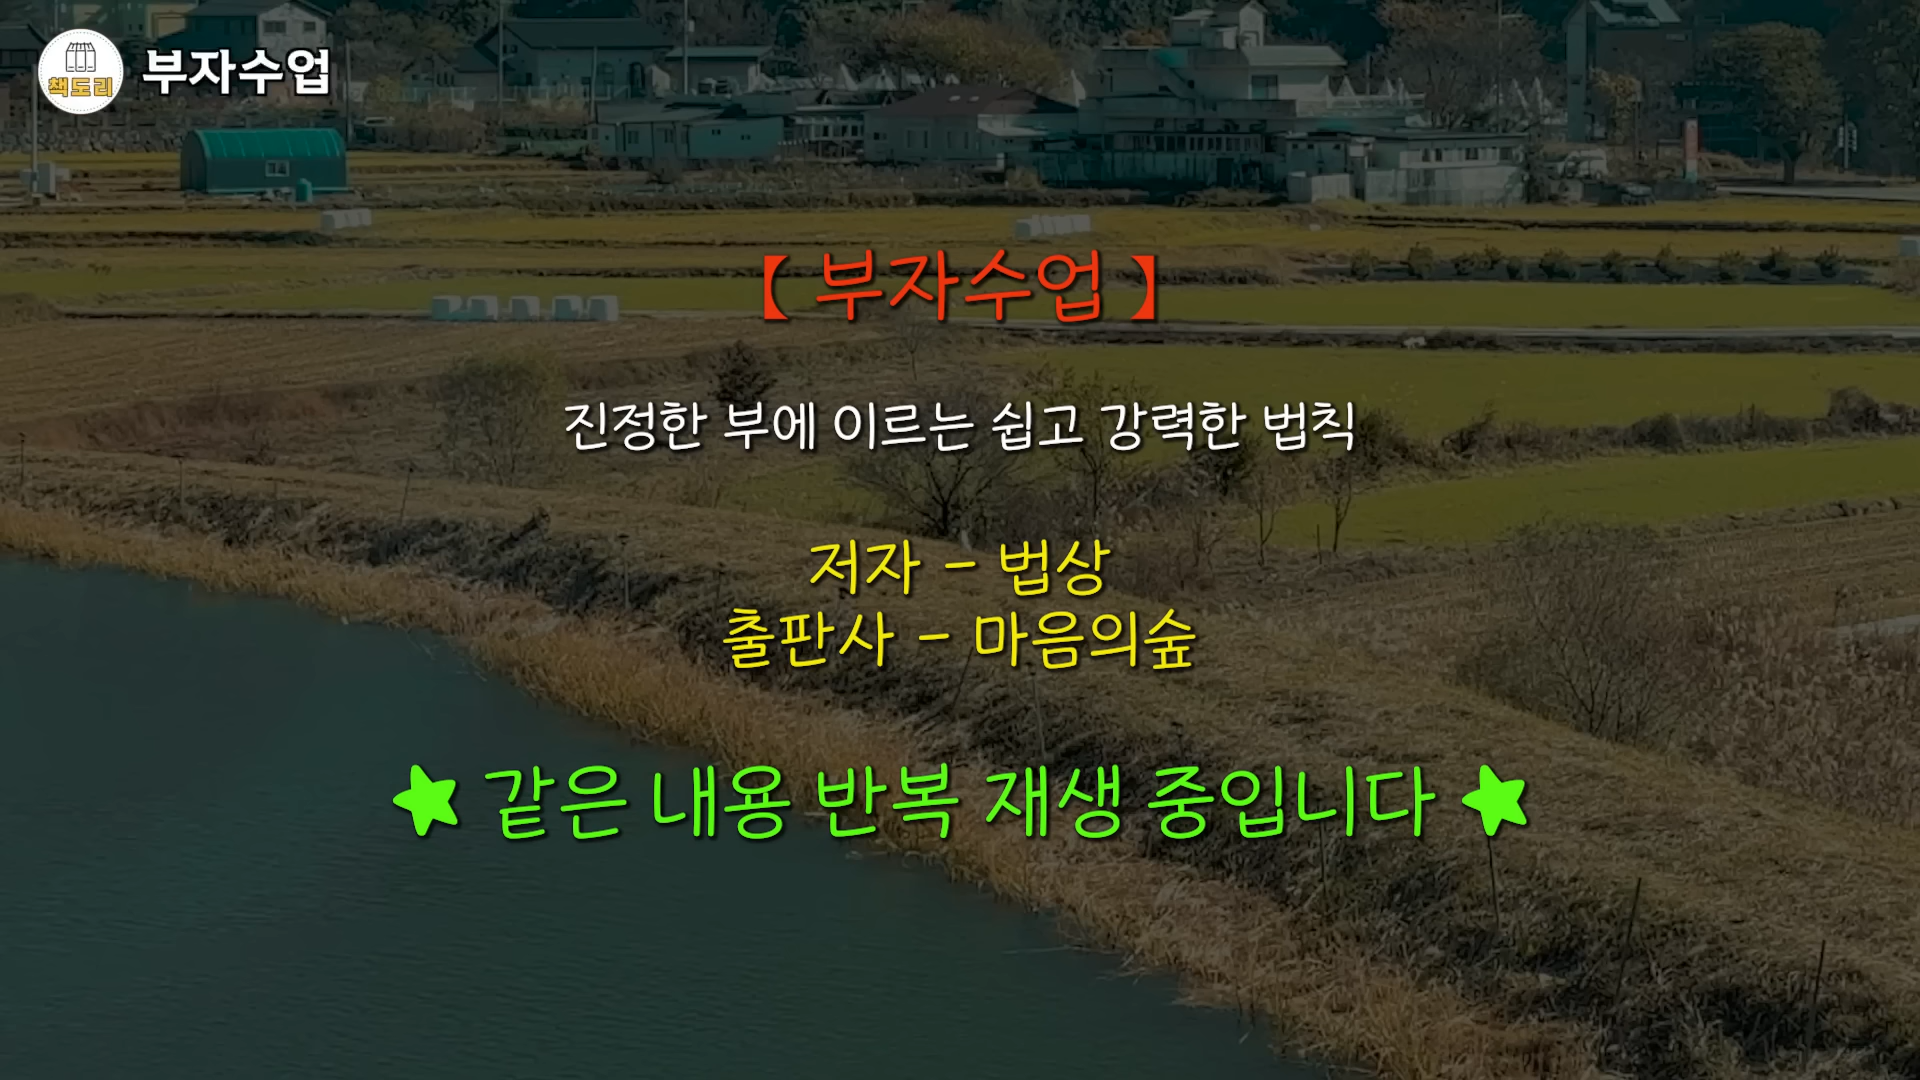 책도리
부자수업
【 부자수업 】
진정한 부에 이르는 쉽고 강력한 법칙
저자 - 법상
출판사 - 마음의숲
★ 같은 내용 반복 재생 중입니다 ★